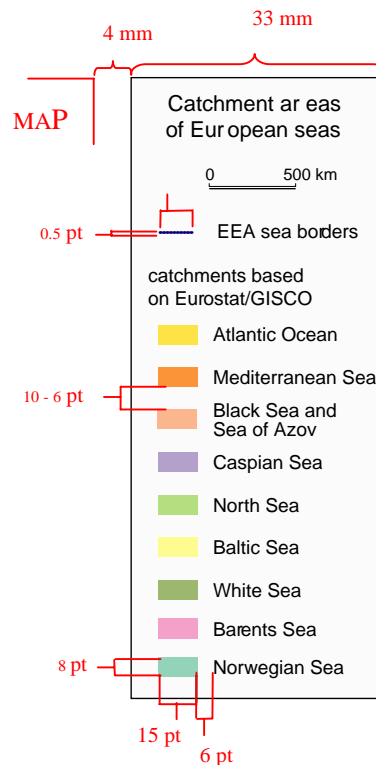 33 mm
4 mm
MAP
Catchment ar eas
of Eur opean seas
0 500 km
0.5 pt
EEA sea borders
catchments based
on Eurostat/GISCO
Atlantic Ocean
Mediterranean Sea
10 - 6 pt
Black Sea and
Sea of Azov
Caspian Sea
North Sea
Baltic Sea
White Sea
Barents Sea
8 pt
Norwegian Sea
15 pt
6 pt